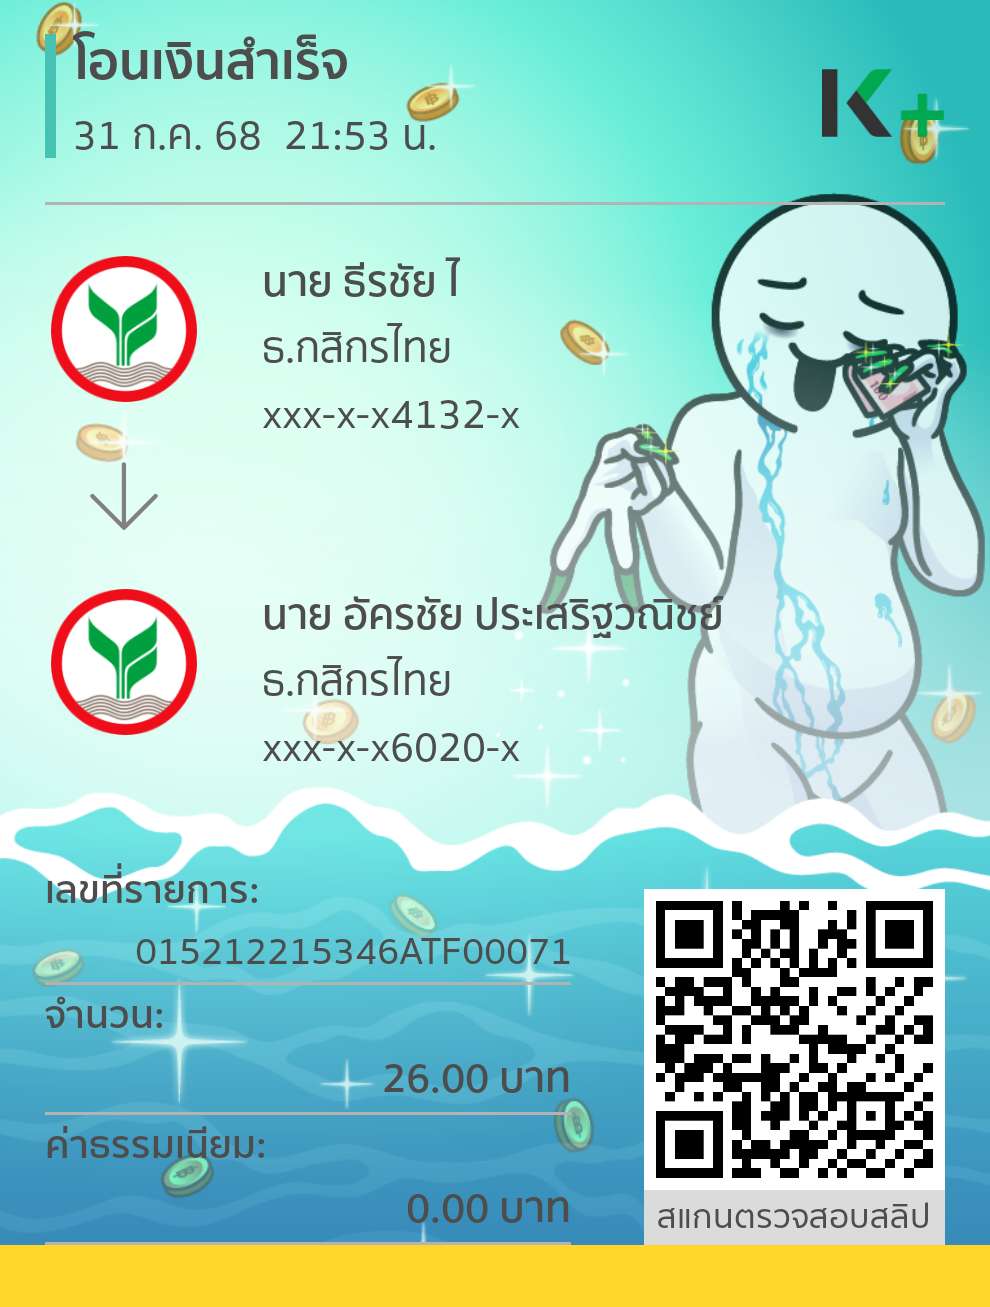 โอนเงินสำเร็จ
31 ก.ค. 68  21:53 น.
K+
นาย ธีรชัย ไ
ธ.กสิกรไทย
xxx-x-x4132-x
นาย อัครชัย ประเสริฐวณิชย์
ธ.กสิกรไทย
xxx-x-x6020-x
เลขที่รายการ:
015212215346ATF00071
จำนวน:
26.00 บาท
ค่าธรรมเนียม:
0.00 บาท
สแกนตรวจสอบสลิป